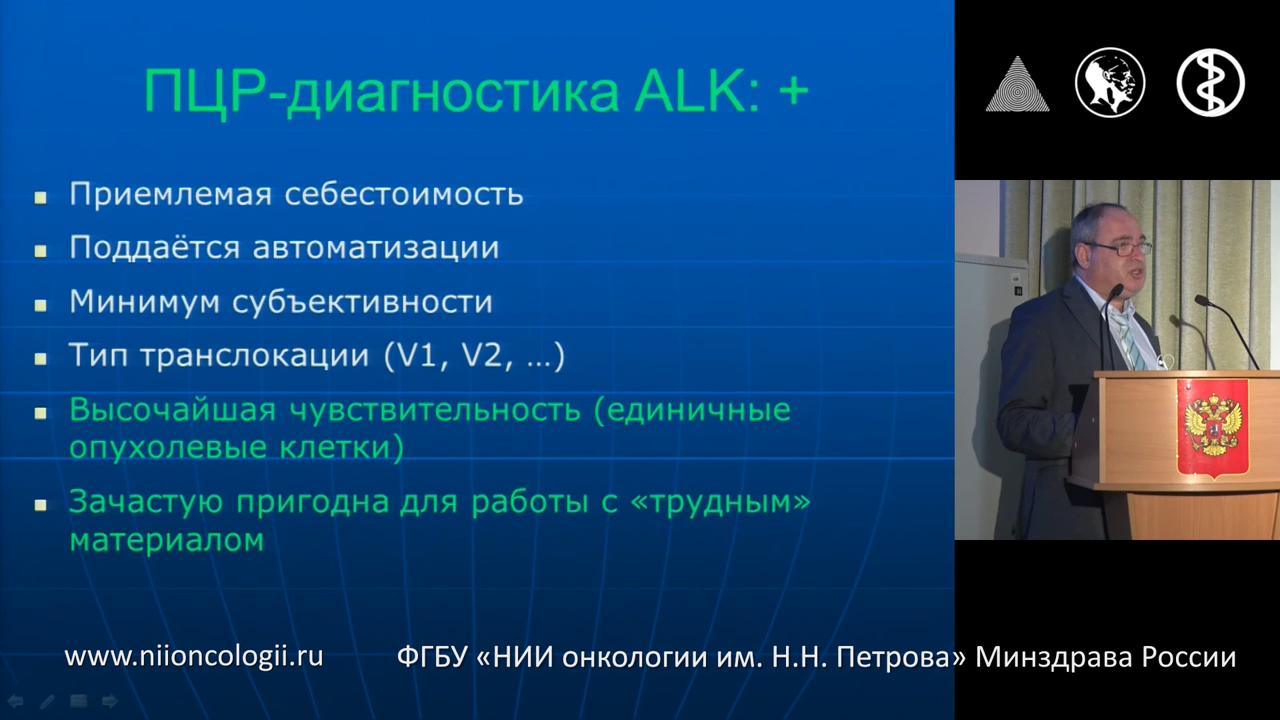 ПЦР-диагностика ALK: +
Приемлемая себестоимость
Поддаётся автоматизации
Минимум субъективности
Тип транслокации (V1, V2, …)
Высочайшая чувствительность (единичные
опухолевые клетки)
Зачастую пригодна для работы с «трудным»
материалом
www.niioncologii.ru
ФГБУ «НИИ онкологии им. Н.Н. Петрова» Минздрава России